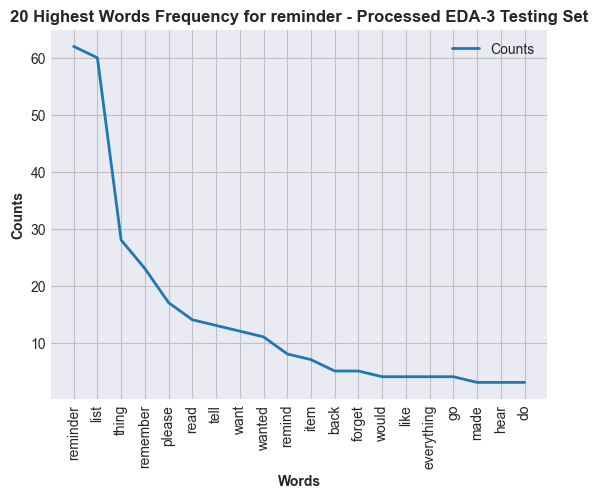 20 Highest Words Frequency for reminder - Processed EDA-3 Testing Set
Counts
60
50
40
30
20
10
Counts
reminder
list
thing
remember
please
read
tell
want
wanted
remind
item
back
forget
would
like
everything
go
made
hear
do
Words